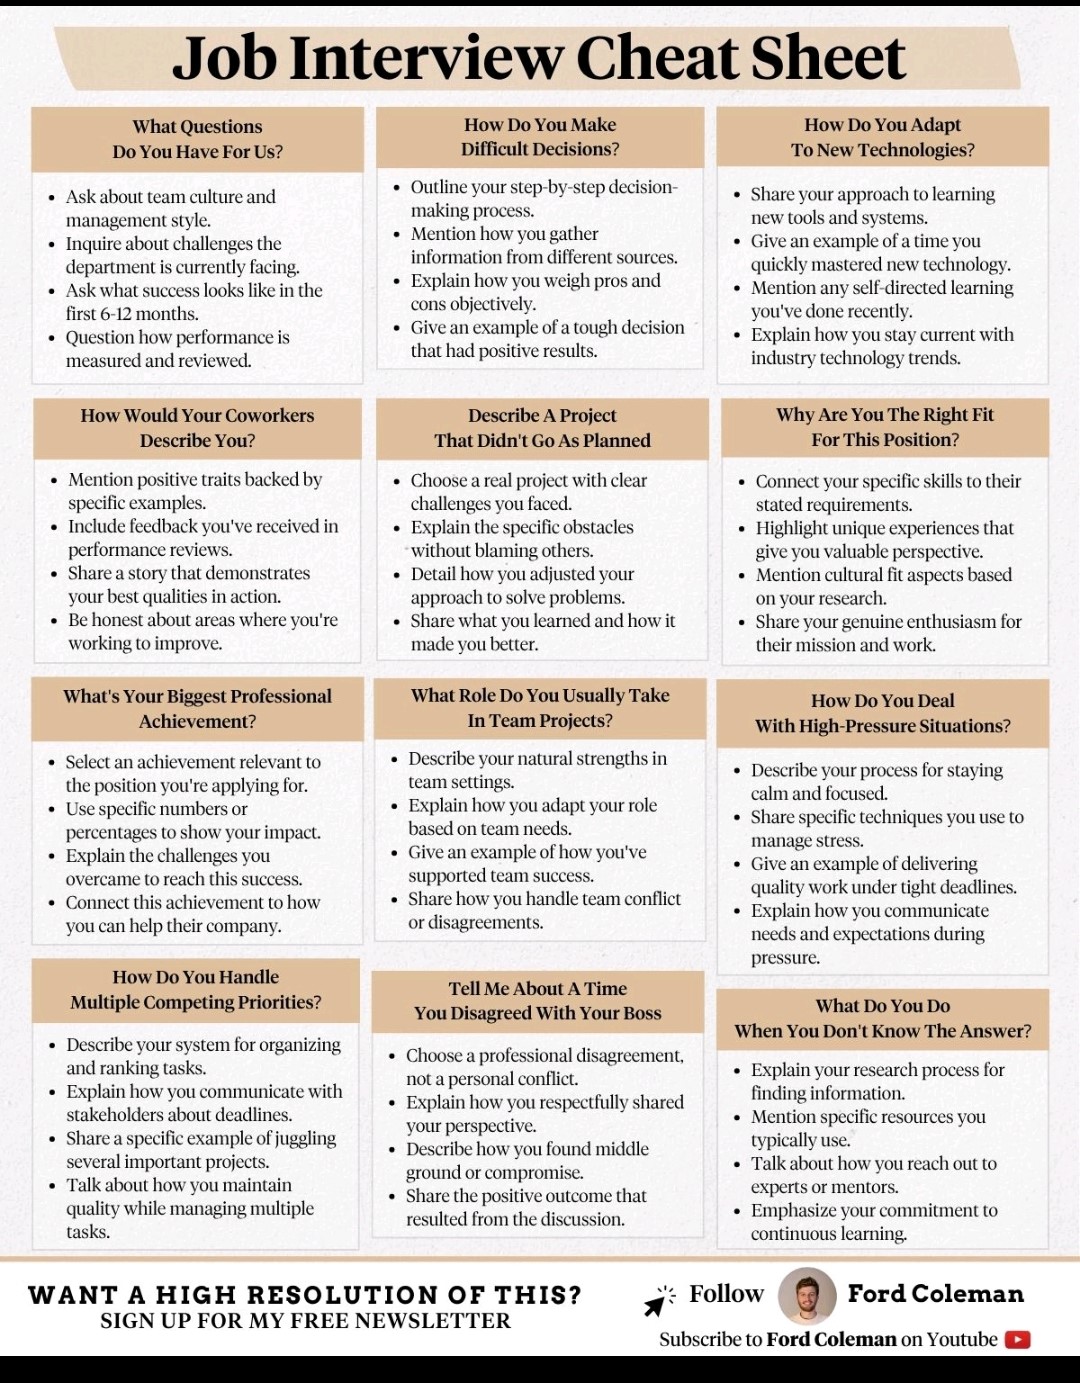 Job Interview Cheat Sheet
What Questions
Do You Have For Us?
• Ask about team culture and
management style.
• Inquire about challenges the
department is currently facing.
• Ask what success looks like in the
first 6-12 months.
• Question how performance is
measured and reviewed.
How Do You Make
Difficult Decisions?
• Outline your step-by-step decision-
making process.
• Mention how you gather
information from different sources.
• Explain how you weigh pros and
cons objectively.
• Give an example of a tough decision
that had positive results.
How Do You Adapt
To New Technologies?
• Share your approach to learning
new tools and systems.
• Give an example of a time you
quickly mastered new technology.
• Mention any self-directed learning
you've done recently.
• Explain how you stay current with
industry technology trends.
How Would Your Coworkers
Describe You?
• Mention positive traits backed by
specific examples.
• Include feedback you've received in
performance reviews.
• Share a story that demonstrates
your best qualities in action.
• Be honest about areas where you're
working to improve.
Describe A Project
That Didn't Go As Planned
• Choose a real project with clear
challenges you faced.
• Explain the specific obstacles
without blaming others.
• Detail how you adjusted your
approach to solve problems.
• Share what you learned and how it
made you better.
Why Are You The Right Fit
For This Position?
• Connect your specific skills to their
stated requirements.
• Highlight unique experiences that
give you valuable perspective.
• Mention cultural fit aspects based
on your research.
• Share your genuine enthusiasm for
their mission and work.
What's Your Biggest Professional
Achievement?
• Select an achievement relevant to
the position you're applying for.
• Use specific numbers or
percentages to show your impact.
• Explain the challenges you
overcame to reach this success.
• Connect this achievement to how
you can help their company.
What Role Do You Usually Take
In Team Projects?
• Describe your natural strengths in
team settings.
• Explain how you adapt your role
based on team needs.
• Give an example of how you've
supported team success.
• Share how you handle team conflict
or disagreements.
How Do You Deal
With High-Pressure Situations?
• Describe your process for staying
calm and focused.
• Share specific techniques you use to
manage stress.
• Give an example of delivering
quality work under tight deadlines.
• Explain how you communicate
needs and expectations during
pressure.
How Do You Handle
Multiple Competing Priorities?
• Describe your system for organizing
and ranking tasks.
• Explain how you communicate with
stakeholders about deadlines.
• Share a specific example of juggling
several important projects.
• Talk about how you maintain
quality while managing multiple
tasks.
Tell Me About A Time
You Disagreed With Your Boss
• Choose a professional disagreement,
not a personal conflict.
• Explain how you respectfully shared
your perspective.
• Describe how you found middle
ground or compromise.
• Share the positive outcome that
resulted from the discussion.
What Do You Do
When You Don't Know The Answer?
• Explain your research process for
finding information.
• Mention specific resources you
typically use.
• Talk about how you reach out to
experts or mentors.
• Emphasize your commitment to
continuous learning.
WANT A HIGH RESOLUTION OF THIS?
SIGN UP FOR MY FREE NEWSLETTER
Follow Ford Coleman
Subscribe to Ford Coleman on Youtube